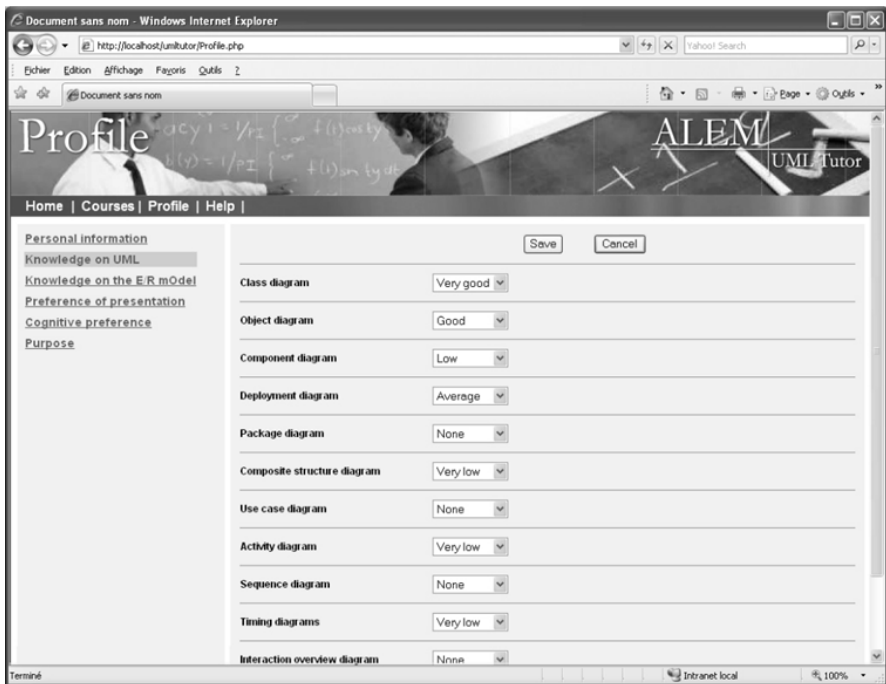 Document sans nom - Windows Internet Explorer
http://localhost/umltutor/Profile.php
Yahoo! Search
Fichier Edition Affichage Favoris Outils ?
Document sans nom
Page Outils
Profile
ALEM
UML Tutor
Home | Courses | Profile | Help |
Personal information
Knowledge on UML
Knowledge on the E/R mOdel
Preference of presentation
Cognitive preference
Purpose
Save Cancel
Class diagram Very good
Object diagram Good
Component diagram Low
Deployment diagram Average
Package diagram None
Composite structure diagram Very low
Use case diagram None
Activity diagram Very low
Sequence diagram None
Timing diagrams Very low
Interaction overview diagram None
Terminé Intranet local 100%